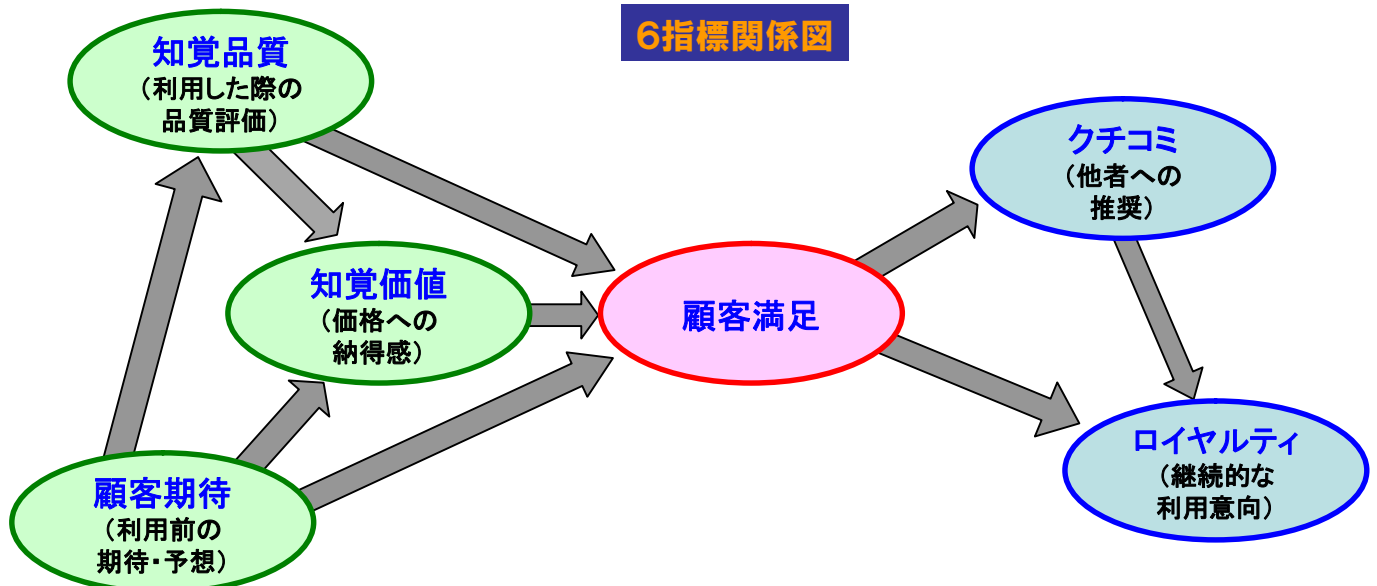 6指標関係図
知覚品質
（利用した際の
品質評価）
クチコミ
（他者への
推奨）
知覚価値
（価格への
納得感）
顧客満足
ロイヤルティ
（継続的な
利用意向）
顧客期待
（利用前の
期待・予想）